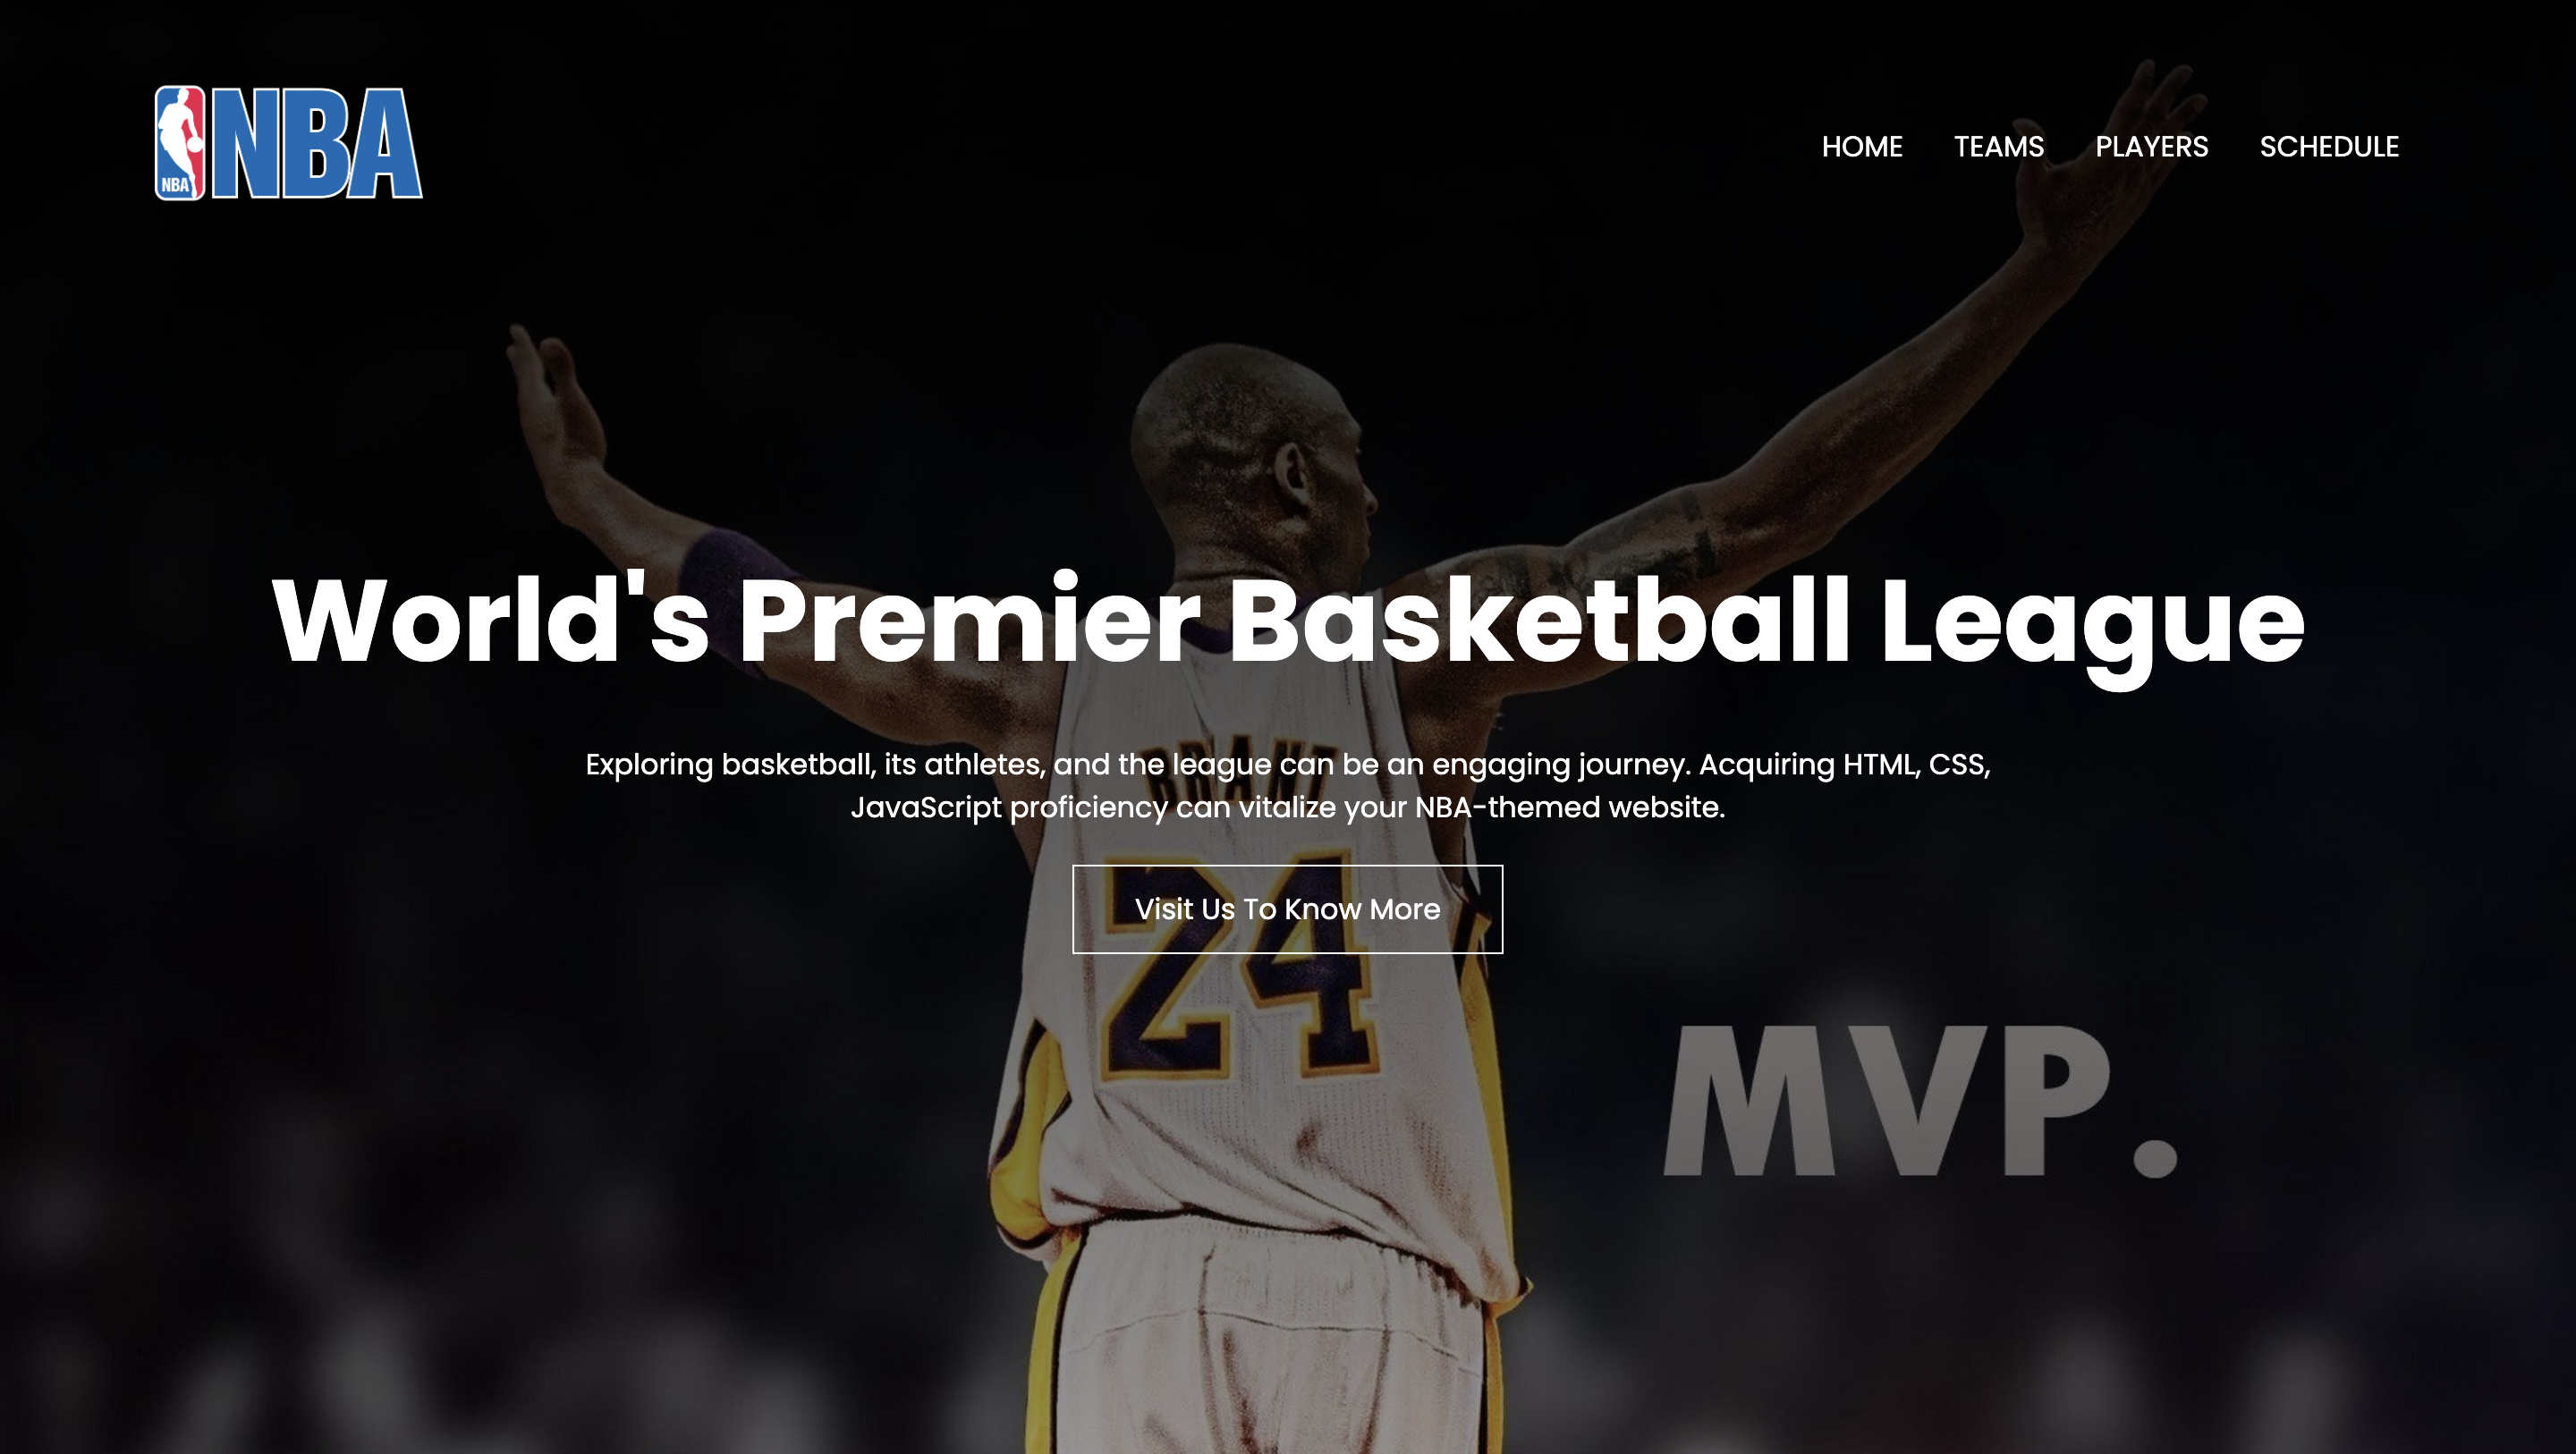 NBA
NBA
HOME TEAMS PLAYERS SCHEDULE
World's Premier Basketball League
BRYANT
Exploring basketball, its athletes, and the league can be an engaging journey. Acquiring HTML, CSS,
JavaScript proficiency can vitalize your NBA-themed website.
24
Visit Us To Know More
MVP.